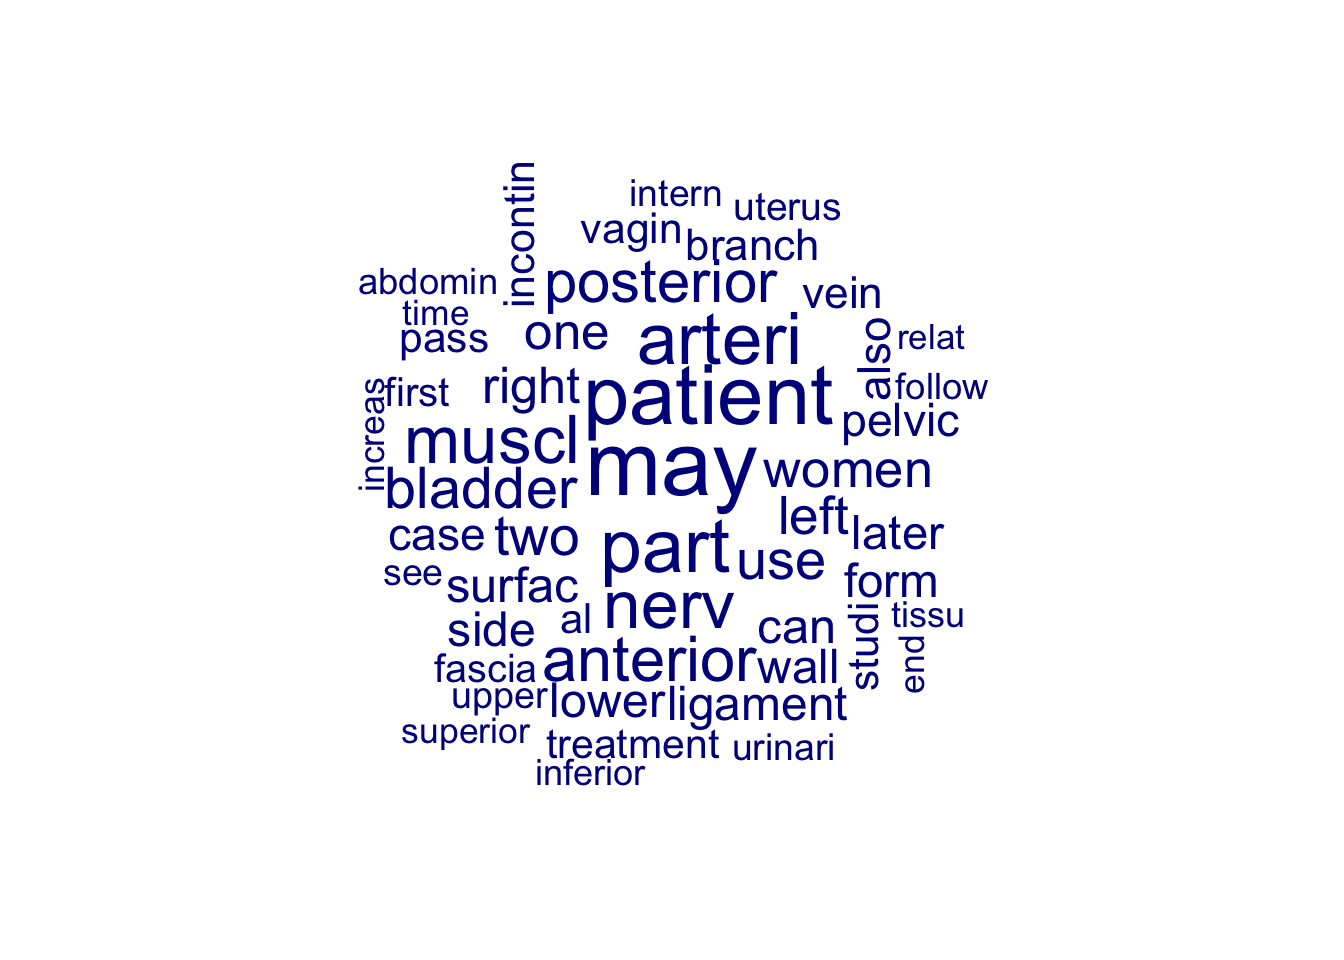 incontin
intern
uterus
vagin
branch
abdomin
posterior
vein
time
pass
one
arteri
also
relat
increas
first
right
patient
follow
pelvic
muscl
may
women
bladder
left
later
case
two
part
use
see
surfac
nerv
form
al
studi
tissu
side
can
end
fascia
anterior
wall
upper
lower
ligament
superior
treatment
urinari
inferior